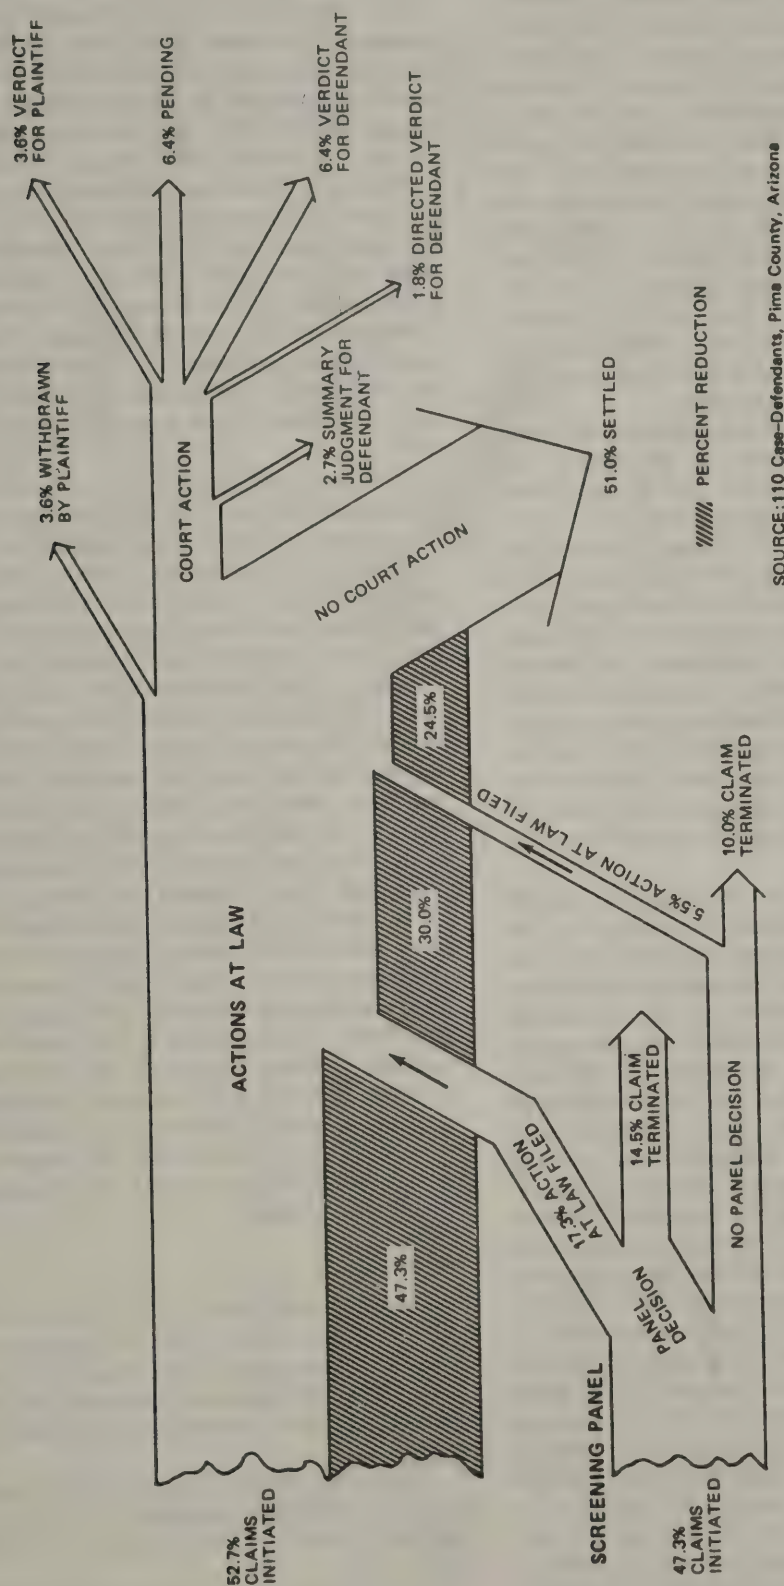 52.7%
CLAIMS
INITIATED
ACTIONS AT LAW
3.6% WITHDRAWN
BY PLAINTIFF
COURT ACTION
3.6% VERDICT
FOR PLAINTIFF
6.4% PENDING
6.4% VERDICT
FOR DEFENDANT
1.8% DIRECTED VERDICT
FOR DEFENDANT
2.7% SUMMARY
JUDGMENT FOR
DEFENDANT
NO COURT ACTION
51.0% SETTLED
47.3%
30.0%
24.5%
SCREENING PANEL
47.3%
CLAIMS
INITIATED
PANEL
DECISION
17.3% ACTION
AT LAW FILED
14.5% CLAIM
TERMINATED
NO PANEL DECISION
5.5% ACTION AT LAW FILED
10.0% CLAIM
TERMINATED
PERCENT REDUCTION
SOURCE:110 Case-Defendants, Pima County, Arizona